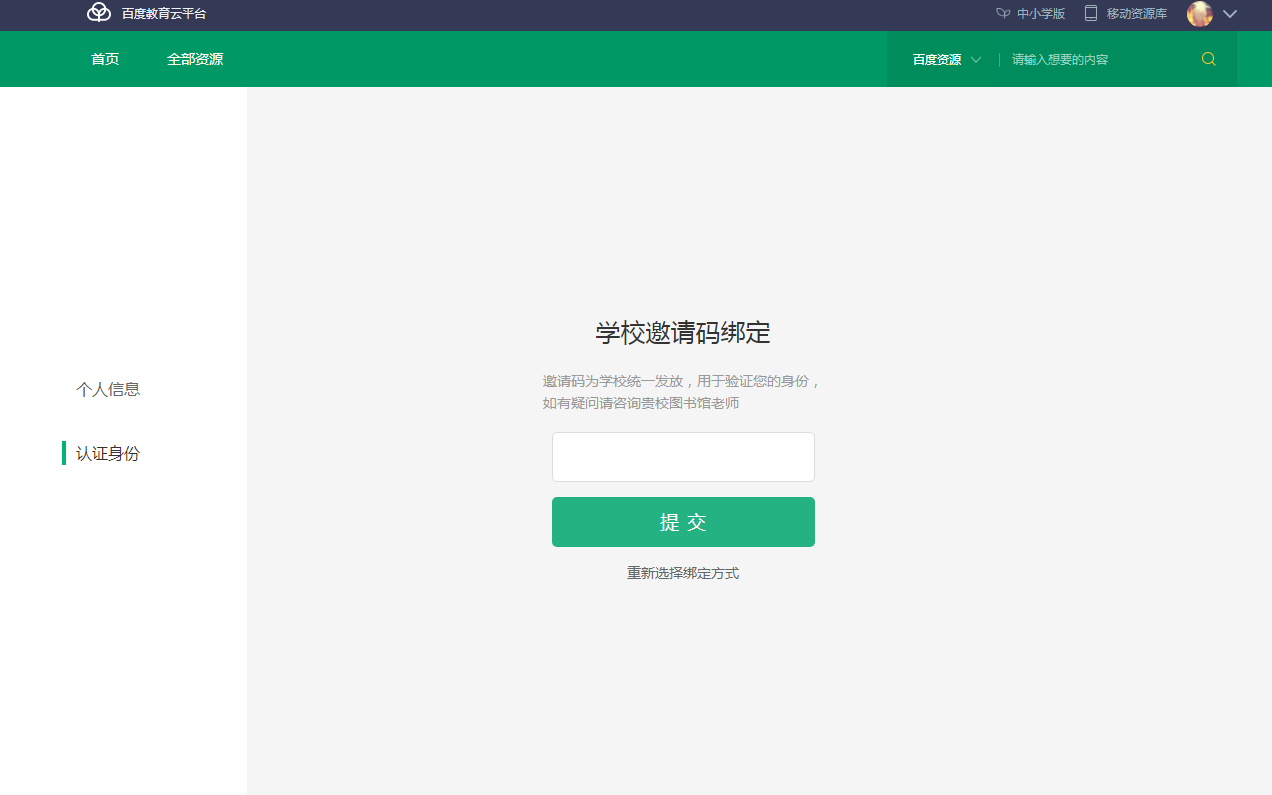 百度教育云平台
中小学版
移动资源库
首页
全部资源
百度资源
请输入想要的内容
学校邀请码绑定
邀请码为学校统一发放，用于验证您的身份，
如有疑问请咨询贵校图书馆老师
个人信息
认证身份
提 交
重新选择绑定方式